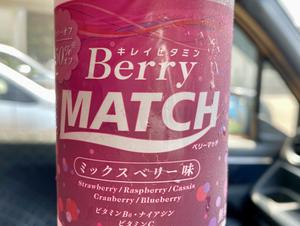 50%
キレイビタミン
Berry
MATCH
ベリーマッチ
ミックスベリー味
Strawberry / Raspberry / Cassis
Cranberry / Blueberry
ビタミンB6・ナイアシン
ビタミンC